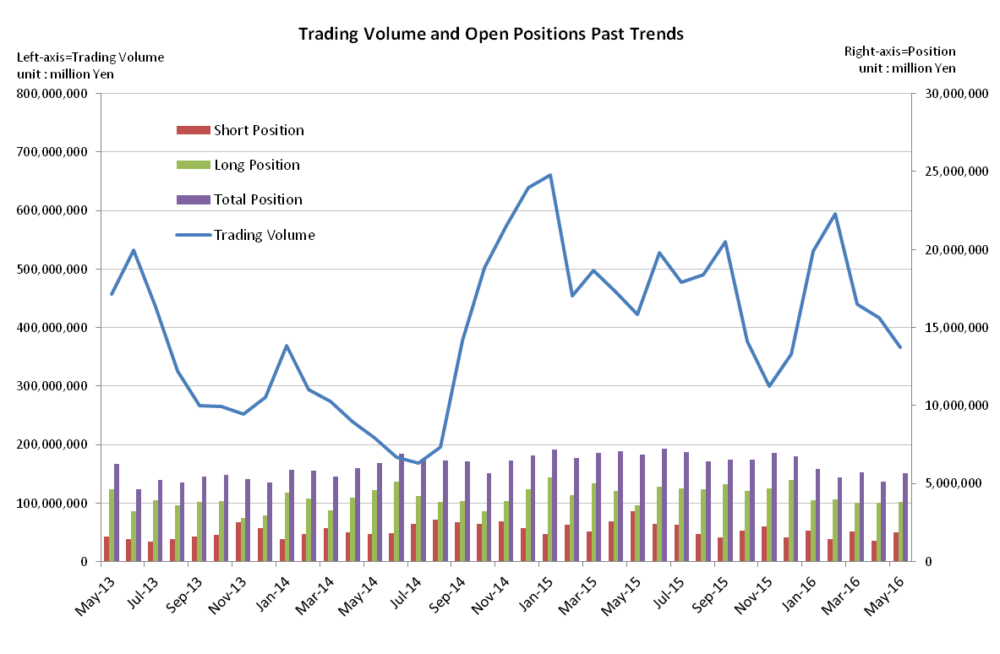 Trading Volume and Open Positions Past Trends
Left-axis=Trading Volume
unit : million Yen
Right-axis=Position
unit : million Yen
800,000,000
700,000,000
600,000,000
500,000,000
400,000,000
300,000,000
200,000,000
100,000,000
0
30,000,000
25,000,000
20,000,000
15,000,000
10,000,000
5,000,000
0
Short Position
Long Position
Total Position
Trading Volume
May-13
Jul-13
Sep-13
Nov-13
Jan-14
Mar-14
May-14
Jul-14
Sep-14
Nov-14
Jan-15
Mar-15
May-15
Jul-15
Sep-15
Nov-15
Jan-16
Mar-16
May-16